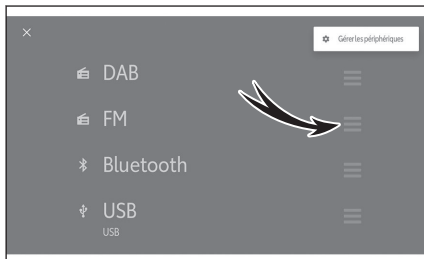 Gérer les périphériques
DAB
FM
Bluetooth
USB
USB